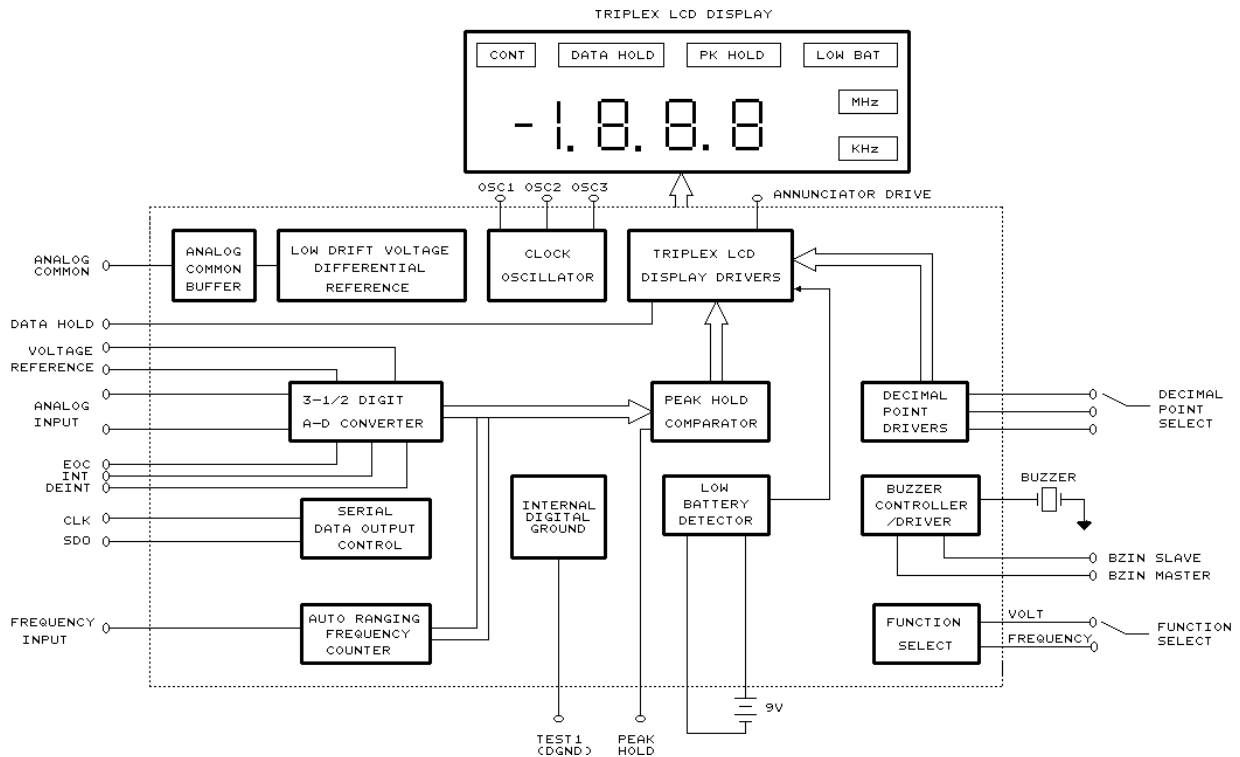 TRIPLEX LCD DISPLAY
CONT
DATA HOLD
PK HOLD
LOW BAT
-1.8.8.8
MHz
KHz
OSC1
OSC2
OSC3
ANNUNCIATOR DRIVE
ANALOG
COMMON
ANALOG
COMMON
BUFFER
LOW DRIFT VOLTAGE
DIFFERENTIAL
REFERENCE
CLOCK
OSCILLATOR
TRIPLEX LCD
DISPLAY DRIVERS
DATA HOLD
VOLTAGE
REFERENCE
ANALOG
INPUT
3-1/2 DIGIT
A-D CONVERTER
PEAK HOLD
COMPARATOR
DECIMAL
POINT
DRIVERS
DECIMAL
POINT
SELECT
EOC
INT
DEINT
CLK
SDO
SERIAL
DATA OUTPUT
CONTROL
INTERNAL
DIGITAL
GROUND
LOW
BATTERY
DETECTOR
BUZZER
CONTROLLER
/DRIVER
BUZZER
BZIN SLAVE
BZIN MASTER
FREQUENCY
INPUT
AUTO RANGING
FREQUENCY
COUNTER
FUNCTION
SELECT
VOLT
FREQUENCY
FUNCTION
SELECT
9V
TEST1
(DGND)
PEAK
HOLD